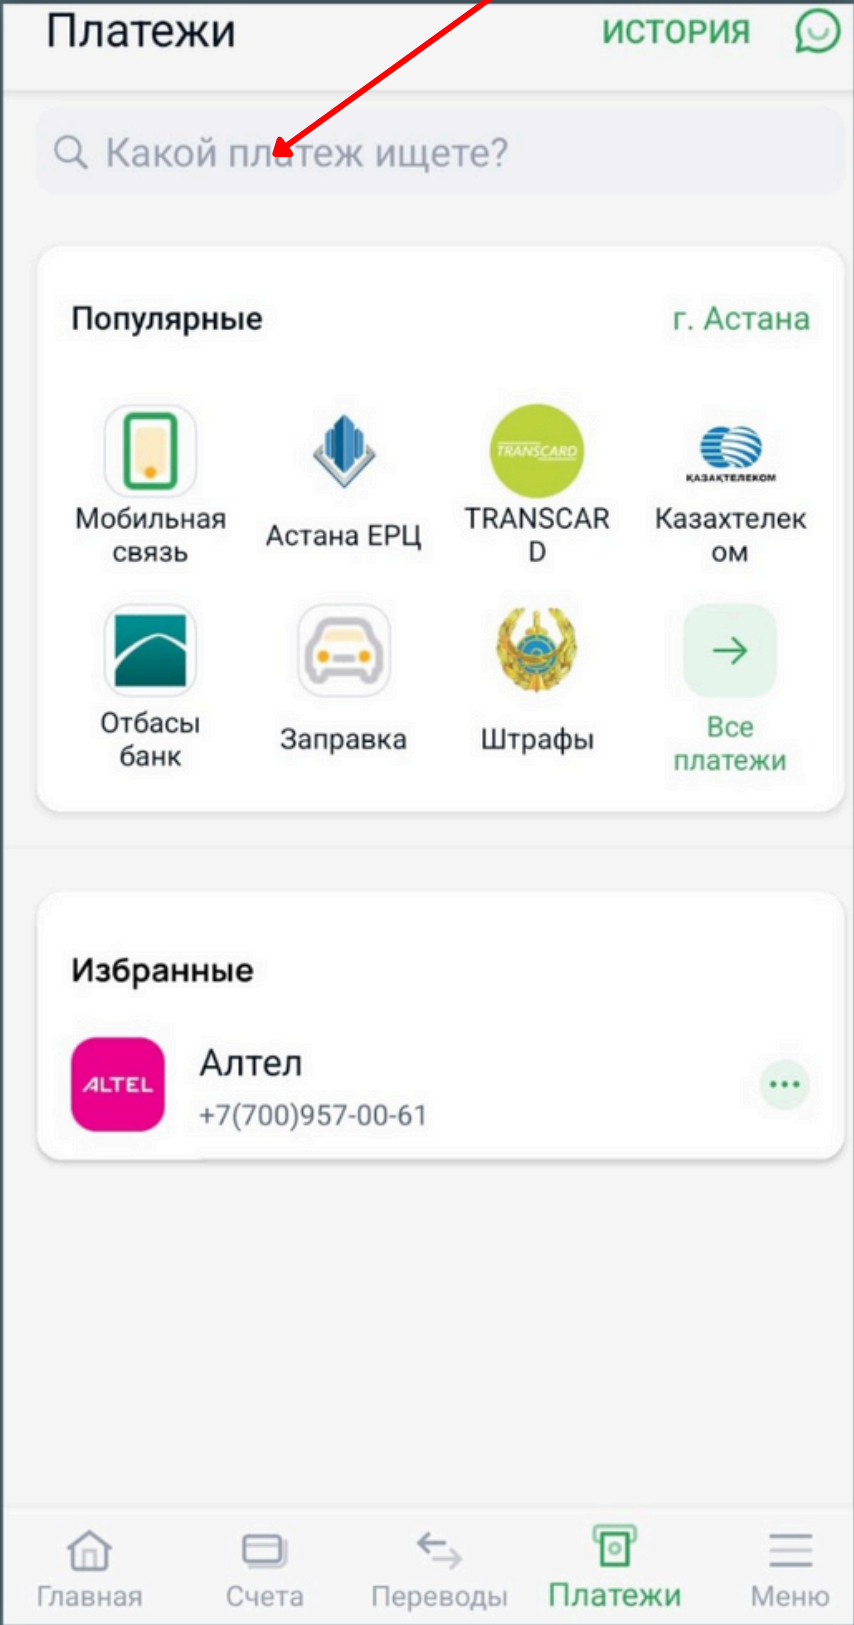 Платежи
ИСТОРИЯ
Какой платеж ищете?
Популярные
г. Астана
TRANSCARD
ҚАЗАҚТЕЛЕКОМ
Мобильная
связь
Астана ЕРЦ
TRANSCAR
D
Казахтелек
ом
Отбасы
банк
Заправка
Штрафы
Все
платежи
Избранные
ALTEL
Алтел
+7(700)957-00-61
Главная
Счета
Переводы
Платежи
Меню